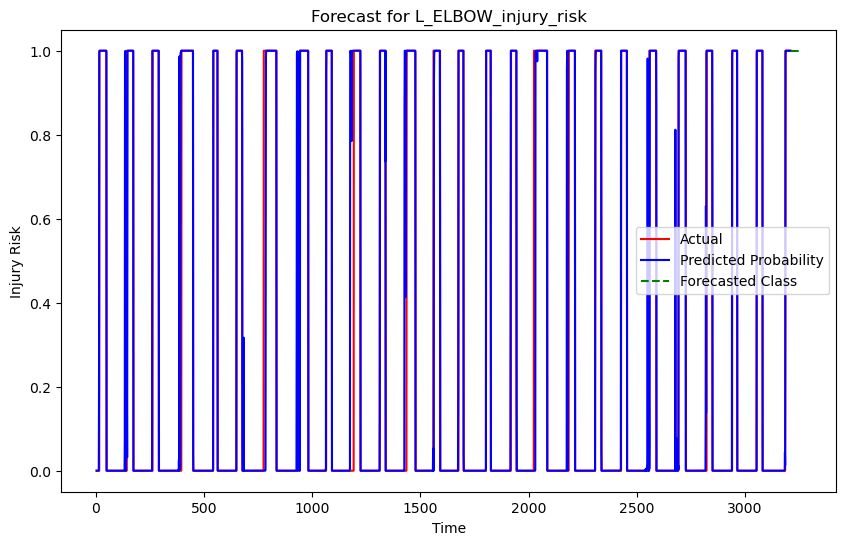 Forecast for L_ELBOW_injury_risk
1.0
0.8
0.6
0.4
0.2
0.0
Injury Risk
Actual
Predicted Probability
Forecasted Class
0 500 1000 1500 2000 2500 3000
Time